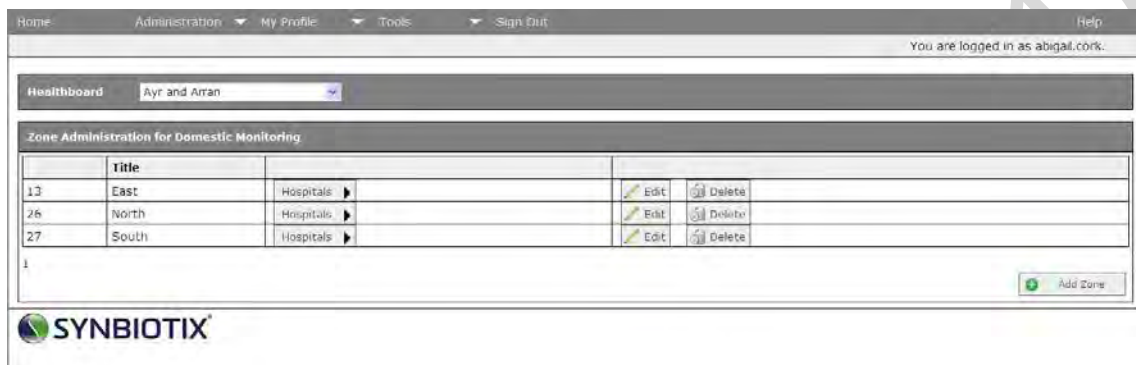 Home Administration My Profile Tools Sign Out Help
You are logged in as abigail.cork.
Healthboard Ayr and Arran
Zone Administration for Domestic Monitoring
Title
13 East Hospitals Edit Delete
26 North Hospitals Edit Delete
27 South Hospitals Edit Delete
1
Add Zone
SYNBIOTIX